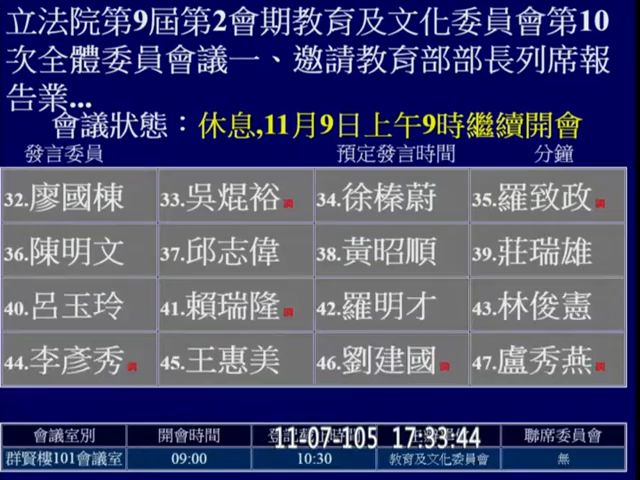 立法院第9屆第2會期教育及文化委員會第10
次全體委員會議一、邀請教育部部長列席報
告業...
會議狀態：休息,11月9日上午9時繼續開會
發言委員 預定發言時間 分鐘
32.廖國棟 33.吳焜裕 34.徐榛蔚 35.羅致政
36.陳明文 37.邱志偉 38.黃昭順 39.莊瑞雄
40.呂玉玲 41.賴瑞隆 42.羅明才 43.林俊憲
44.李彥秀 45.王惠美 46.劉建國 47.盧秀燕
會議室別 開會時間 聯席委員會
11-07-105 17:33:44
群賢樓101會議室 09:00 10:30 教育及文化委員會 無